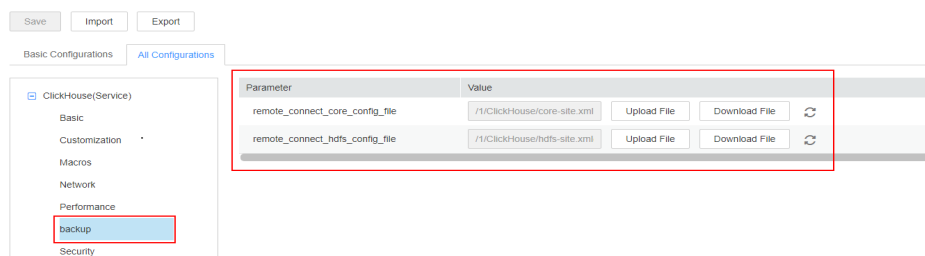 Save Import Export
Basic Configurations All Configurations
ClickHouse(Service)
Basic
Customization
Macros
Network
Performance
backup
Security
Parameter Value
remote_connect_core_config_file /1/ClickHouse/core-site.xml Upload File Download File
remote_connect_hdfs_config_file /1/ClickHouse/hdfs-site.xml Upload File Download File